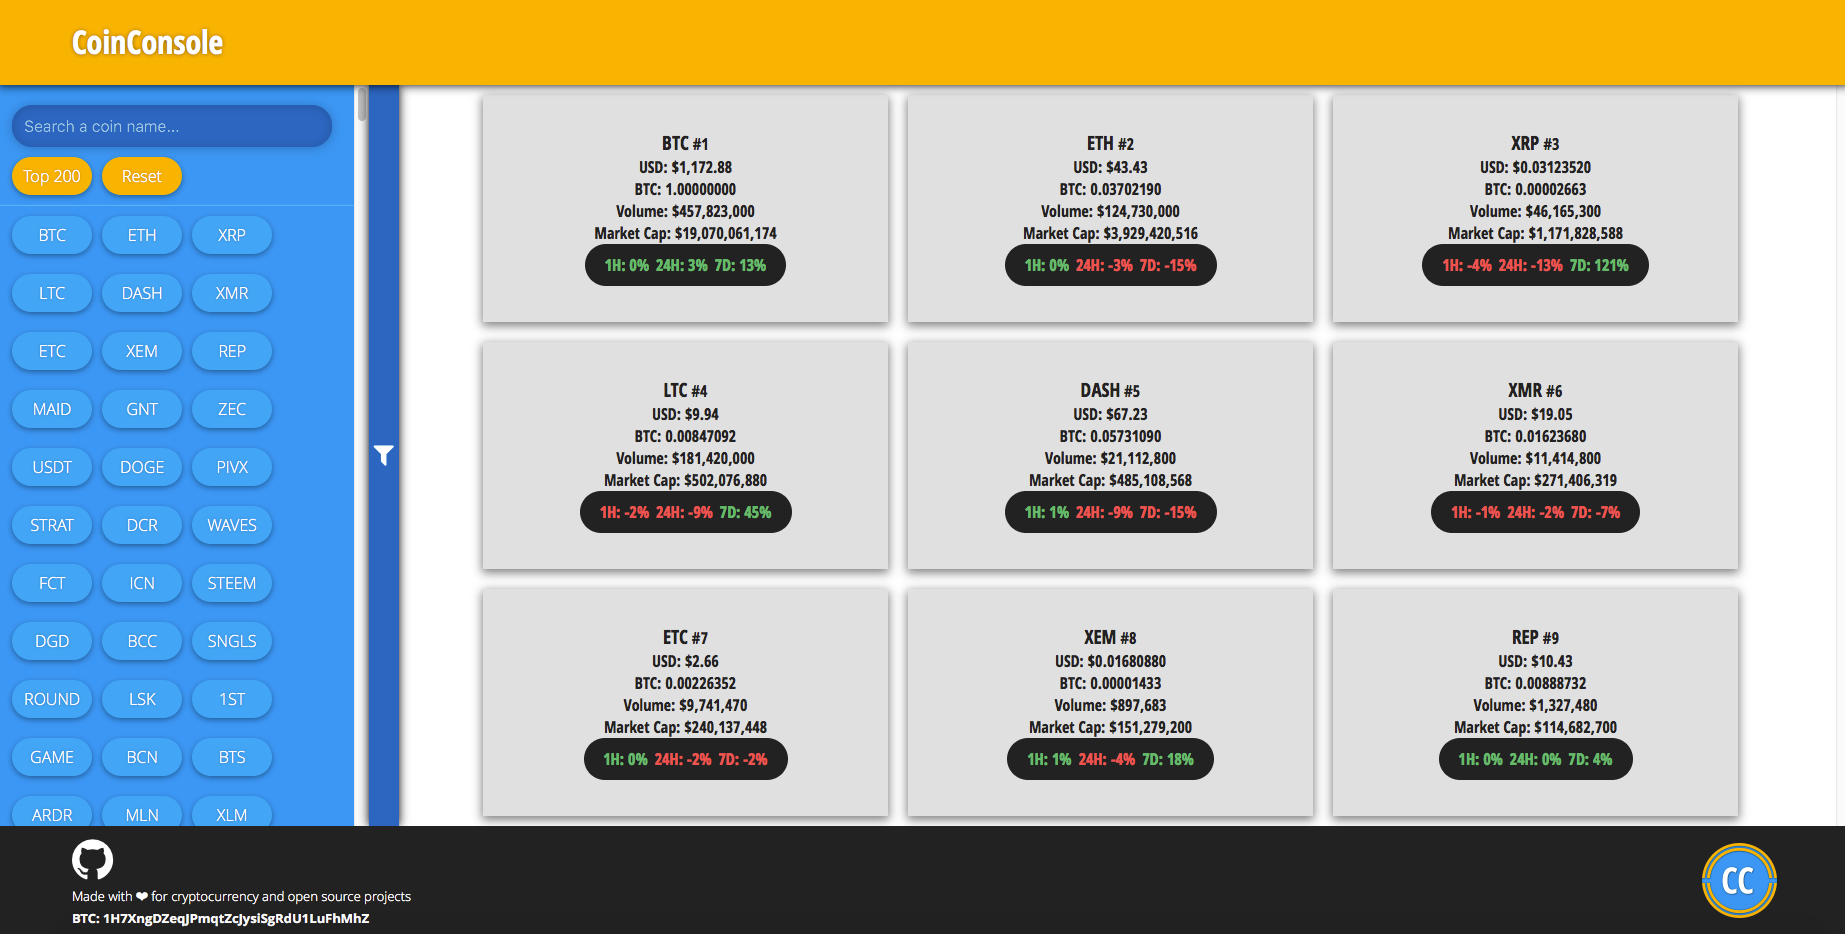 CoinConsole
Search a coin name...
Top 200 Reset
BTC ETH XRP
LTC DASH XMR
ETC XEM REP
MAID GNT ZEC
USDT DOGE PIVX
STRAT DCR WAVES
FCT ICN STEEM
DGD BCC SNGLS
ROUND LSK 1ST
GAME BCN BTS
ARDR MLN XLM
BTC #1
USD: $1,172.88
BTC: 1.00000000
Volume: $457,823,000
Market Cap: $19,070,061,174
1H: 0% 24H: 3% 7D: 13%
ETH #2
USD: $43.43
BTC: 0.03702190
Volume: $124,730,000
Market Cap: $3,929,420,516
1H: 0% 24H: -3% 7D: -15%
XRP #3
USD: $0.03123520
BTC: 0.00002663
Volume: $46,165,300
Market Cap: $1,171,828,588
1H: -4% 24H: -13% 7D: 121%
LTC #4
USD: $9.94
BTC: 0.00847092
Volume: $181,420,000
Market Cap: $502,076,880
1H: -2% 24H: -9% 7D: 45%
DASH #5
USD: $67.23
BTC: 0.05731090
Volume: $21,112,800
Market Cap: $485,108,568
1H: 1% 24H: -9% 7D: -15%
XMR #6
USD: $19.05
BTC: 0.01623680
Volume: $11,414,800
Market Cap: $271,406,319
1H: -1% 24H: -2% 7D: -7%
ETC #7
USD: $2.66
BTC: 0.00226352
Volume: $9,741,470
Market Cap: $240,137,448
1H: 0% 24H: -2% 7D: -2%
XEM #8
USD: $0.01680880
BTC: 0.00001433
Volume: $897,683
Market Cap: $151,279,200
1H: 1% 24H: -4% 7D: 18%
REP #9
USD: $10.43
BTC: 0.00888732
Volume: $1,327,480
Market Cap: $114,682,700
1H: 0% 24H: 0% 7D: 4%
Made with ❤ for cryptocurrency and open source projects
BTC: 1H7XngDZeqJPmqtZcJysiSgRdU1LuFhMhZ
CC